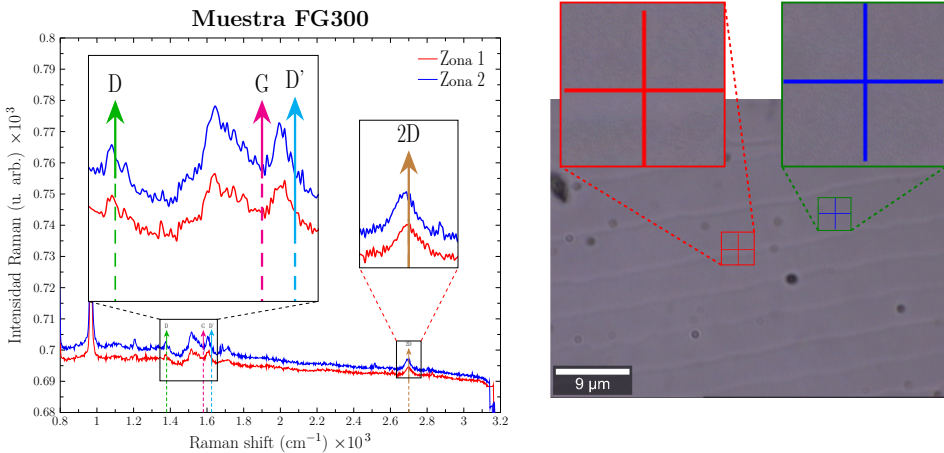 Muestra FG300
Intensidad Raman (u. arb.) ×10³
0.8
0.79
0.78
0.77
0.76
0.75
0.74
0.73
0.72
0.71
0.7
0.69
0.68
Zona 1
Zona 2
D
G
D’
2D
D
G
D’
2D
0.8
1
1.2
1.4
1.6
1.8
2
2.2
2.4
2.6
2.8
3
3.2
Raman shift (cm⁻¹) ×10³
9 µm